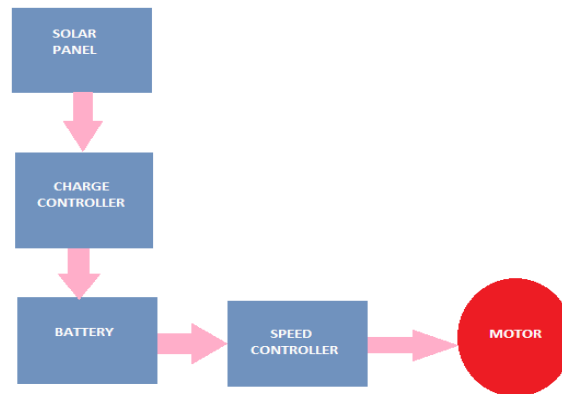 SOLAR
PANEL
CHARGE
CONTROLLER
BATTERY
SPEED
CONTROLLER
MOTOR